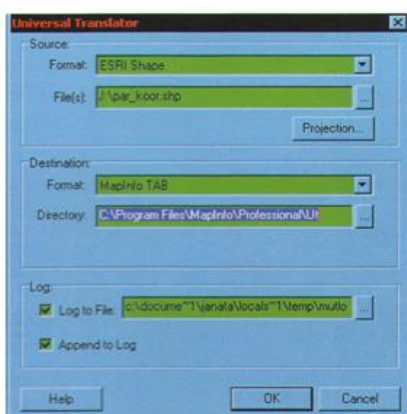 Universal Translator
Source:
Format: ESRI Shape
File(s): J:\par_koor.shp ...
Projection...
Destination:
Format: MapInfo TAB
Directory: C:\Program Files\MapInfo\Professional\Ut ...
Log:
Log to File: c:\docume~1\janata\locals~1\temp\mutlo ...
Append to Log
Help OK Cancel